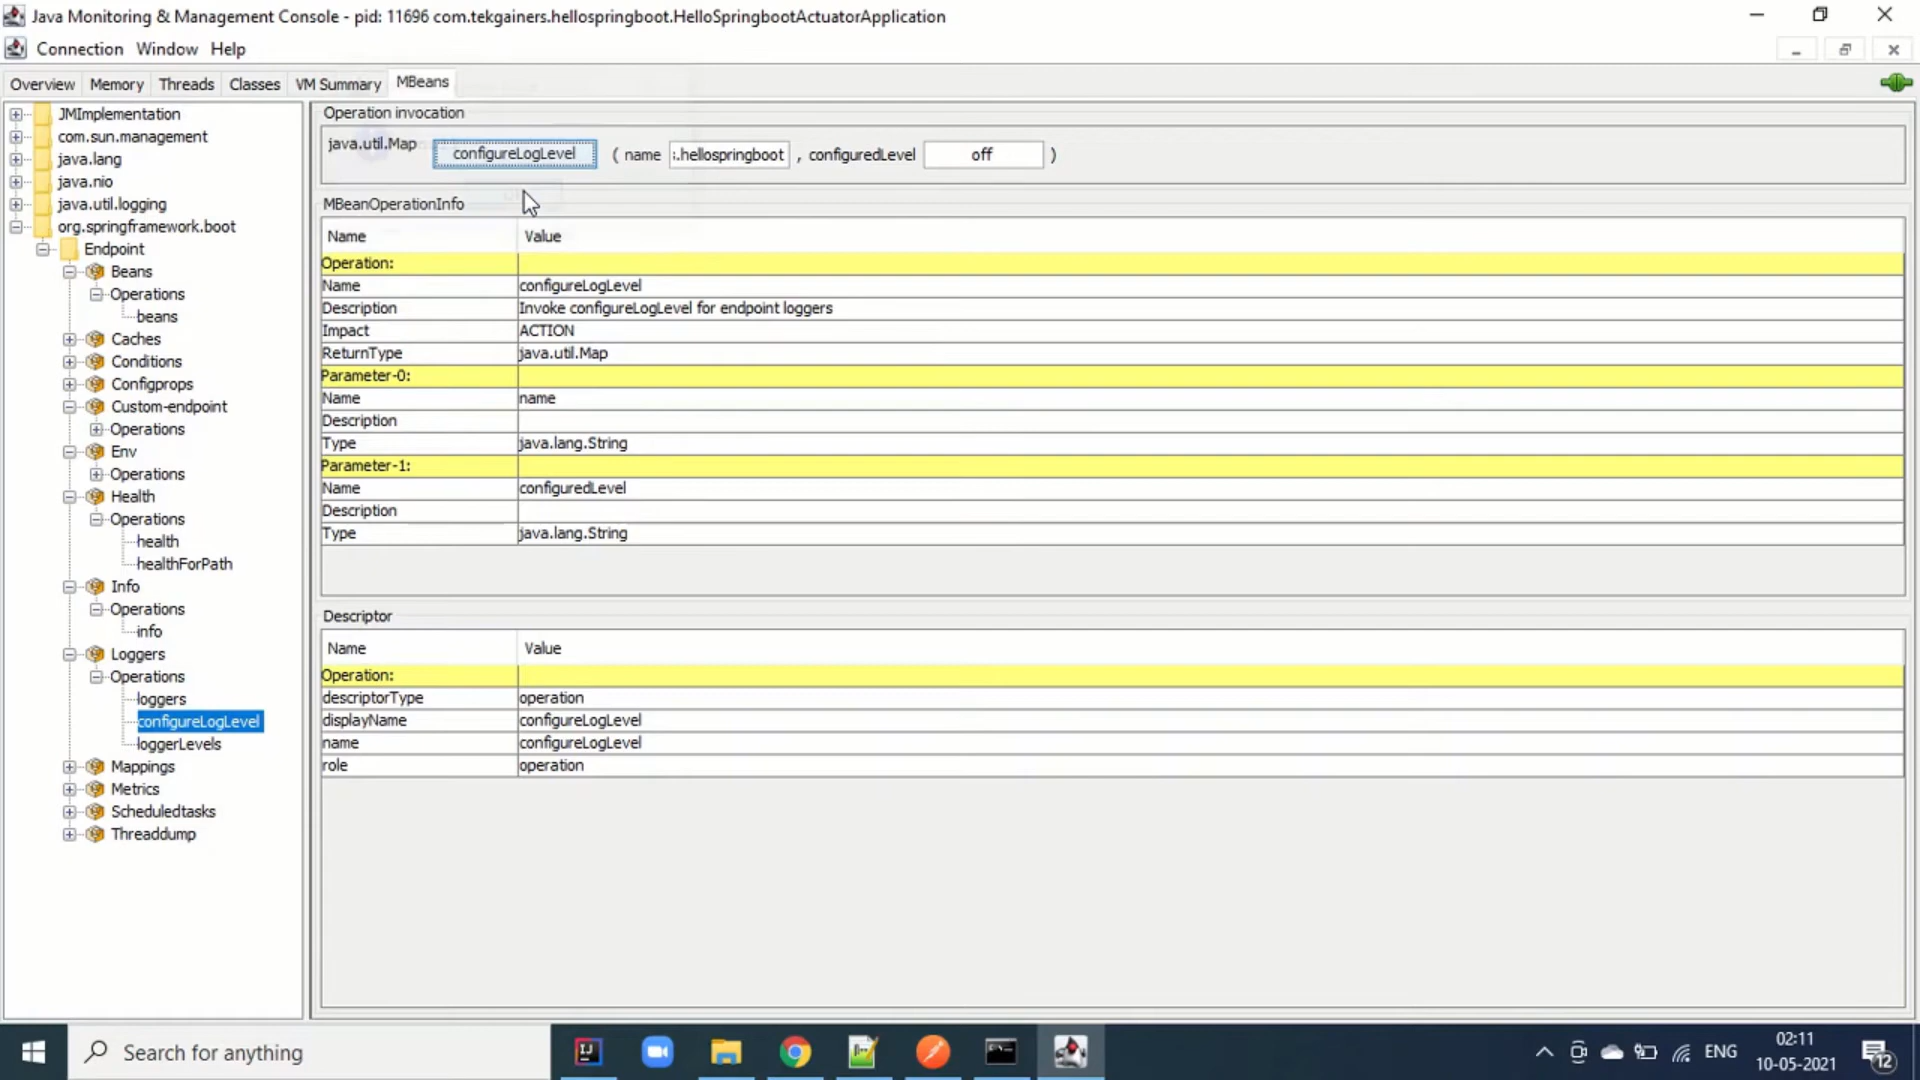 Java Monitoring & Management Console - pid: 11696 com.tekgainers.hellospringboot.HelloSpringbootActuatorApplication
Connection Window Help
Overview Memory Threads Classes VM Summary MBeans
JMImplementation
com.sun.management
java.lang
java.nio
java.util.logging
org.springframework.boot
Endpoint
Beans
Operations
beans
Caches
Conditions
Configprops
Custom-endpoint
Operations
Env
Operations
Health
Operations
health
healthForPath
Info
Operations
info
Loggers
Operations
loggers
configureLogLevel
loggerLevels
Mappings
Metrics
Scheduledtasks
Threaddump
Operation invocation
java.util.Map configureLogLevel ( name .hellospringboot , configuredLevel off )
MBeanOperationInfo
Name Value
Operation:
Name configureLogLevel
Description Invoke configureLogLevel for endpoint loggers
Impact ACTION
ReturnType java.util.Map
Parameter-0:
Name name
Description
Type java.lang.String
Parameter-1:
Name configuredLevel
Description
Type java.lang.String
Descriptor
Name Value
Operation:
descriptorType operation
displayName configureLogLevel
name configureLogLevel
role operation
Search for anything
ENG
02:11
10-05-2021
12